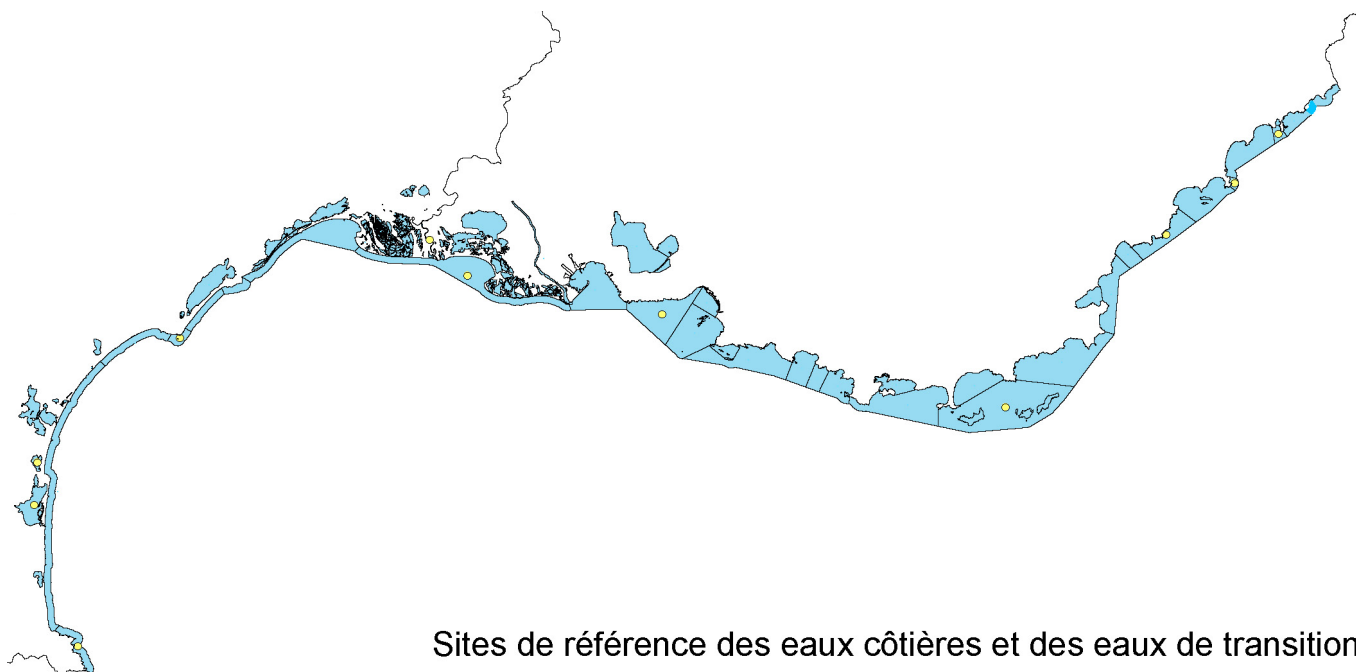 Sites de référence des eaux côtières et des eaux de transition